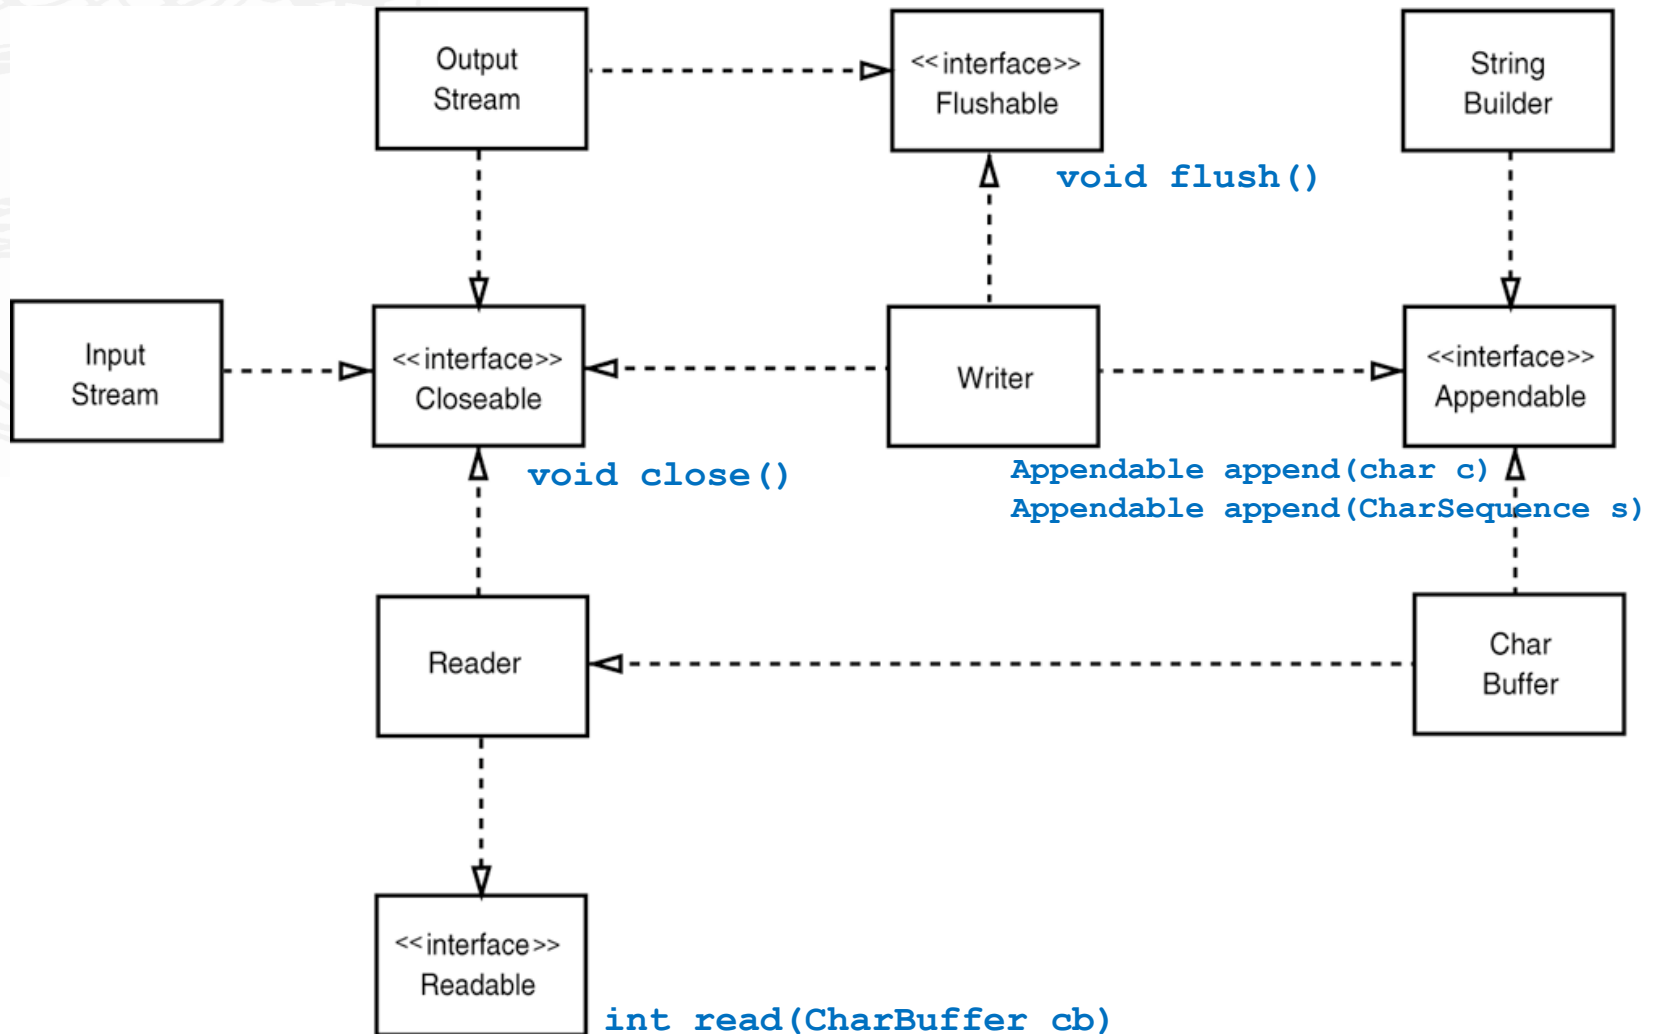 Output
Stream
<<interface>>
Flushable
String
Builder
void flush()
Input
Stream
<<interface>>
Closeable
Writer
<<interface>>
Appendable
void close()
Appendable append(char c)
Appendable append(CharSequence s)
Reader
Char
Buffer
<<interface>>
Readable
int read(CharBuffer cb)